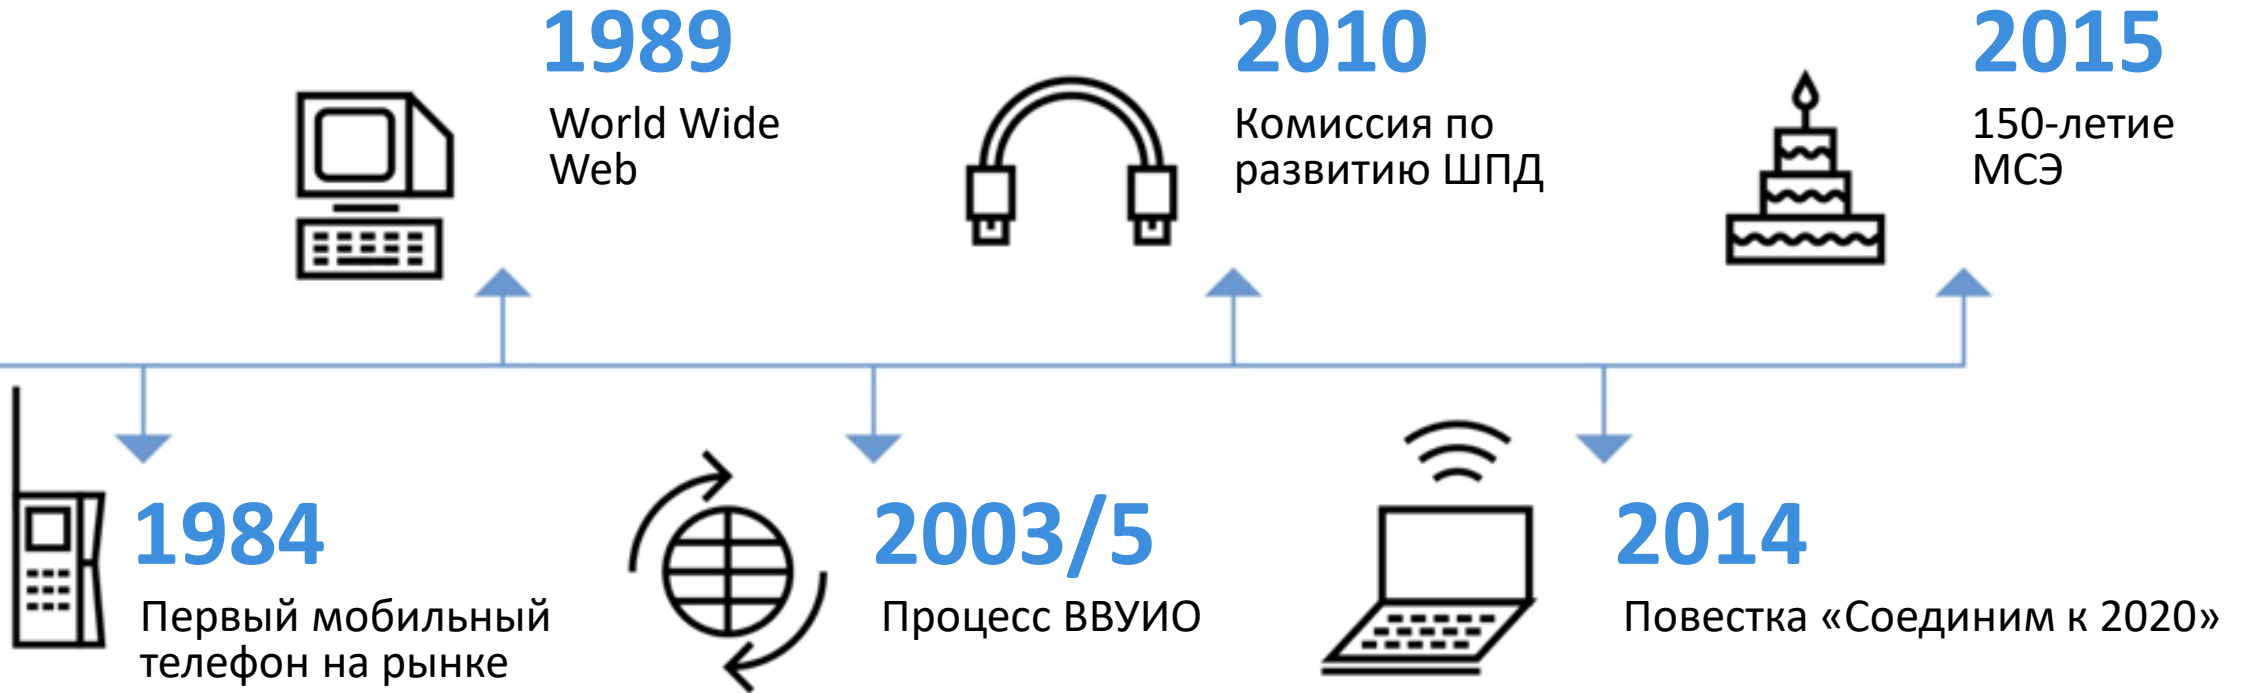 1989
World Wide
Web
2010
Комиссия по
развитию ШПД
2015
150-летие
МСЭ
1984
Первый мобильный
телефон на рынке
2003/5
Процесс ВВУИО
2014
Повестка «Соединим к 2020»